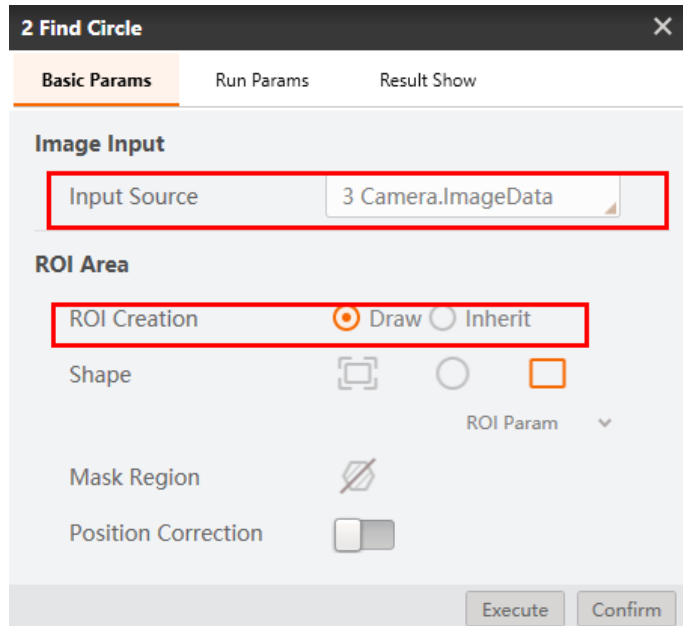 2 Find Circle
Basic Params Run Params Result Show
Image Input
Input Source 3 Camera.ImageData
ROI Area
ROI Creation Draw Inherit
Shape
ROI Param
Mask Region
Position Correction
Execute Confirm